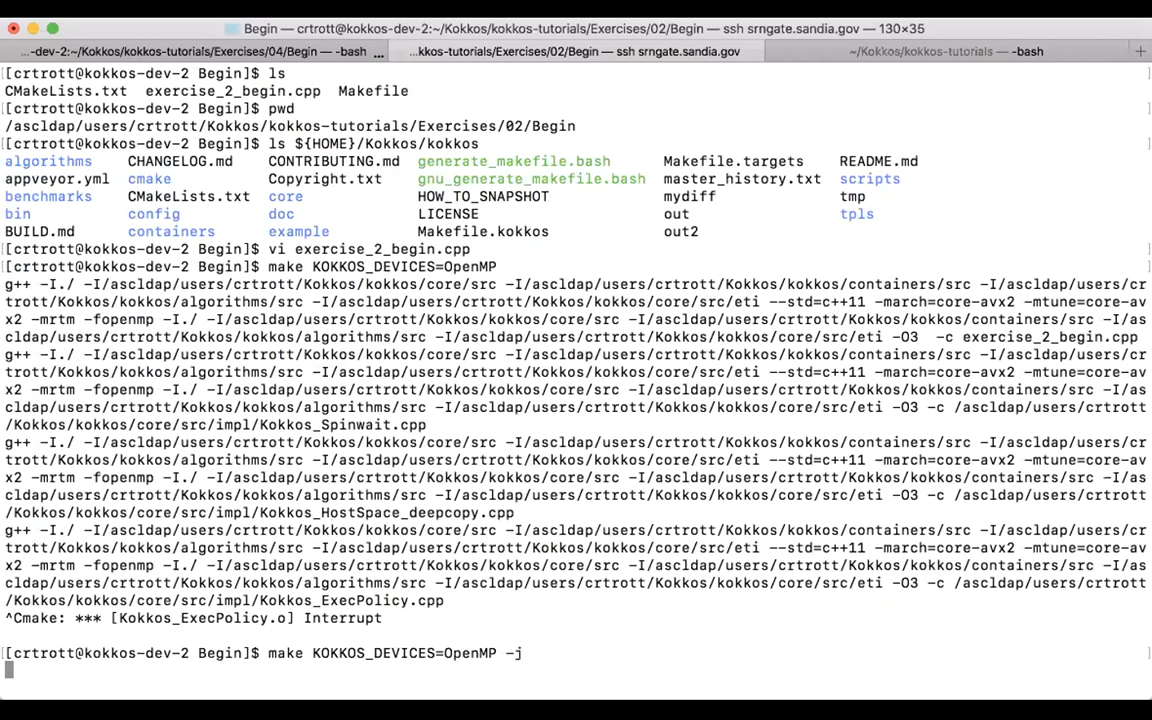 Begin — crtrott@kokkos-dev-2:~/Kokkos/kokkos-tutorials/Exercises/02/Begin — ssh srngate.sandia.gov — 130×35
...-dev-2:~/Kokkos/kokkos-tutorials/Exercises/04/Begin — -bash ... ...kkos-tutorials/Exercises/02/Begin — ssh srngate.sandia.gov ~/Kokkos/kokkos-tutorials — -bash +
[crtrott@kokkos-dev-2 Begin]$ ls
CMakeLists.txt exercise_2_begin.cpp Makefile
[crtrott@kokkos-dev-2 Begin]$ pwd
/ascldap/users/crtrott/Kokkos/kokkos-tutorials/Exercises/02/Begin
[crtrott@kokkos-dev-2 Begin]$ ls ${HOME}/Kokkos/kokkos
algorithms CHANGELOG.md CONTRIBUTING.md generate_makefile.bash Makefile.targets README.md
appveyor.yml cmake Copyright.txt gnu_generate_makefile.bash master_history.txt scripts
benchmarks CMakeLists.txt core HOW_TO_SNAPSHOT mydiff tmp
bin config doc LICENSE out tpls
BUILD.md containers example Makefile.kokkos out2
[crtrott@kokkos-dev-2 Begin]$ vi exercise_2_begin.cpp
[crtrott@kokkos-dev-2 Begin]$ make KOKKOS_DEVICES=OpenMP
g++ -I./ -I/ascldap/users/crtrott/Kokkos/kokkos/core/src -I/ascldap/users/crtrott/Kokkos/kokkos/containers/src -I/ascldap/users/cr
trott/Kokkos/kokkos/algorithms/src -I/ascldap/users/crtrott/Kokkos/kokkos/core/src/eti --std=c++11 -march=core-avx2 -mtune=core-av
x2 -mrtm -fopenmp -I./ -I/ascldap/users/crtrott/Kokkos/kokkos/core/src -I/ascldap/users/crtrott/Kokkos/kokkos/containers/src -I/as
cldap/users/crtrott/Kokkos/kokkos/algorithms/src -I/ascldap/users/crtrott/Kokkos/kokkos/core/src/eti -O3  -c exercise_2_begin.cpp
g++ -I./ -I/ascldap/users/crtrott/Kokkos/kokkos/core/src -I/ascldap/users/crtrott/Kokkos/kokkos/containers/src -I/ascldap/users/cr
trott/Kokkos/kokkos/algorithms/src -I/ascldap/users/crtrott/Kokkos/kokkos/core/src/eti --std=c++11 -march=core-avx2 -mtune=core-av
x2 -mrtm -fopenmp -I./ -I/ascldap/users/crtrott/Kokkos/kokkos/core/src -I/ascldap/users/crtrott/Kokkos/kokkos/containers/src -I/as
cldap/users/crtrott/Kokkos/kokkos/algorithms/src -I/ascldap/users/crtrott/Kokkos/kokkos/core/src/eti -O3 -c /ascldap/users/crtrott
/Kokkos/kokkos/core/src/impl/Kokkos_Spinwait.cpp
g++ -I./ -I/ascldap/users/crtrott/Kokkos/kokkos/core/src -I/ascldap/users/crtrott/Kokkos/kokkos/containers/src -I/ascldap/users/cr
trott/Kokkos/kokkos/algorithms/src -I/ascldap/users/crtrott/Kokkos/kokkos/core/src/eti --std=c++11 -march=core-avx2 -mtune=core-av
x2 -mrtm -fopenmp -I./ -I/ascldap/users/crtrott/Kokkos/kokkos/core/src -I/ascldap/users/crtrott/Kokkos/kokkos/containers/src -I/as
cldap/users/crtrott/Kokkos/kokkos/algorithms/src -I/ascldap/users/crtrott/Kokkos/kokkos/core/src/eti -O3 -c /ascldap/users/crtrott
/Kokkos/kokkos/core/src/impl/Kokkos_HostSpace_deepcopy.cpp
g++ -I./ -I/ascldap/users/crtrott/Kokkos/kokkos/core/src -I/ascldap/users/crtrott/Kokkos/kokkos/containers/src -I/ascldap/users/cr
trott/Kokkos/kokkos/algorithms/src -I/ascldap/users/crtrott/Kokkos/kokkos/core/src/eti --std=c++11 -march=core-avx2 -mtune=core-av
x2 -mrtm -fopenmp -I./ -I/ascldap/users/crtrott/Kokkos/kokkos/core/src -I/ascldap/users/crtrott/Kokkos/kokkos/containers/src -I/as
cldap/users/crtrott/Kokkos/kokkos/algorithms/src -I/ascldap/users/crtrott/Kokkos/kokkos/core/src/eti -O3 -c /ascldap/users/crtrott
/Kokkos/kokkos/core/src/impl/Kokkos_ExecPolicy.cpp
^Cmake: *** [Kokkos_ExecPolicy.o] Interrupt
[crtrott@kokkos-dev-2 Begin]$ make KOKKOS_DEVICES=OpenMP -j